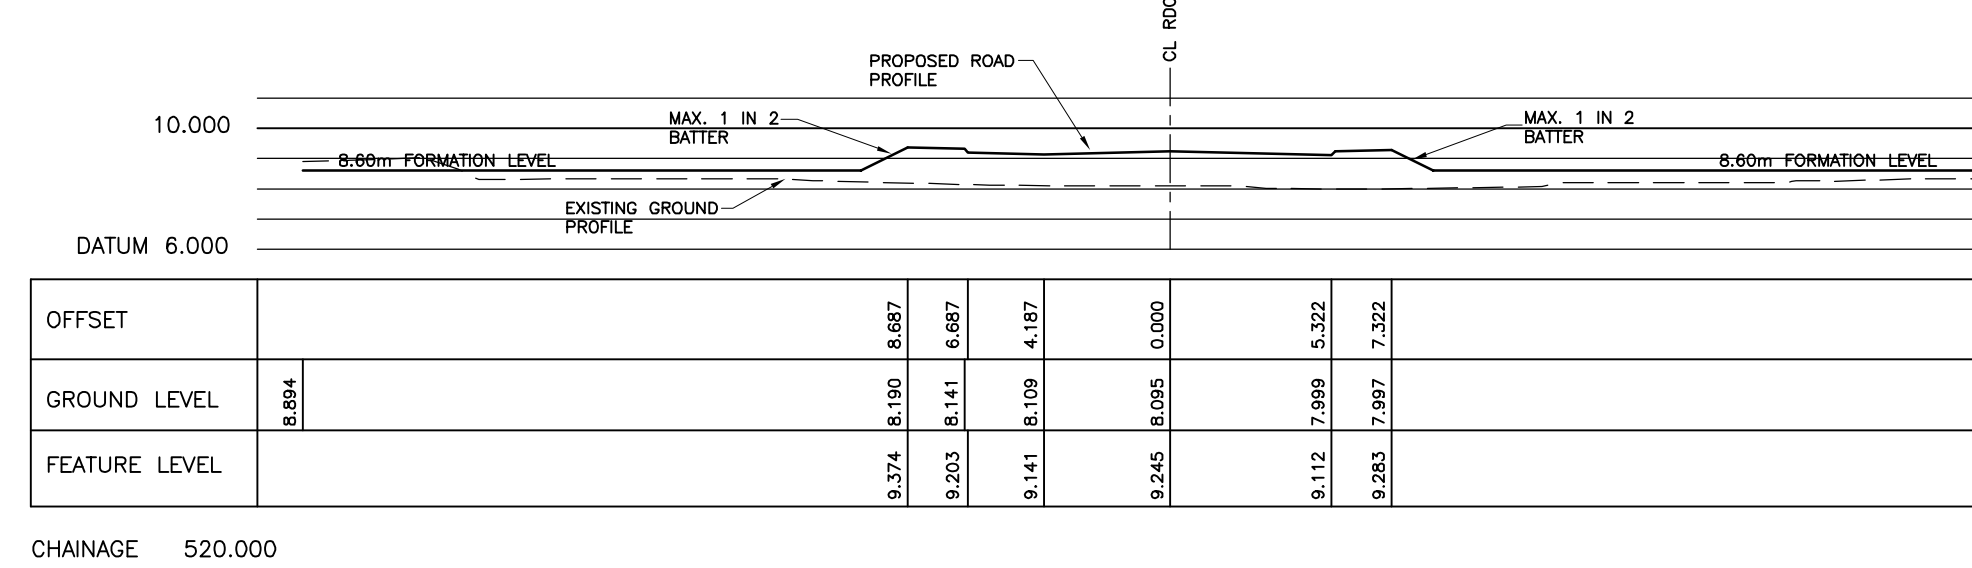 CL RDC
PROPOSED ROAD
PROFILE
MAX. 1 IN 2
BATTER
MAX. 1 IN 2
BATTER
10.000
8.60m FORMATION LEVEL
8.60m FORMATION LEVEL
EXISTING GROUND
PROFILE
DATUM 6.000
OFFSET 8.687 6.687 4.187 0.000 5.322 7.322
GROUND LEVEL 8.894 8.190 8.141 8.109 8.095 7.999 7.997
FEATURE LEVEL 9.374 9.203 9.141 9.245 9.112 9.283
CHAINAGE 520.000